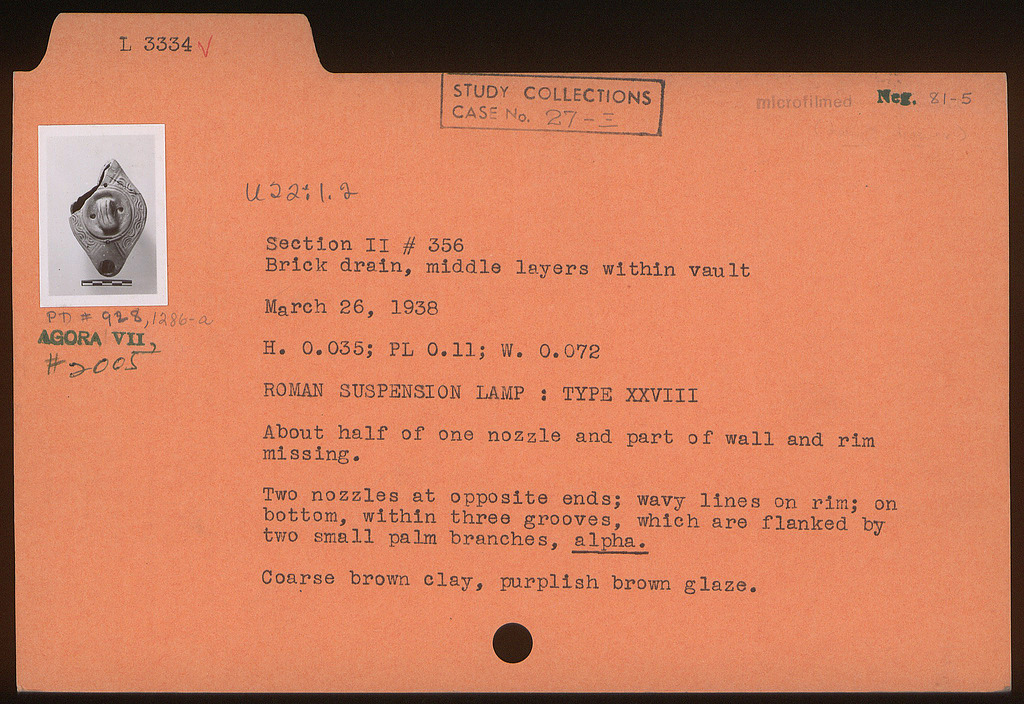 L 3334 √
STUDY COLLECTIONS
CASE No. 27-Ξ
microfilmed Neg. 81-5
U22:1.2
PD # 928, 1286-a
AGORA VII,
#2005
Section II # 356
Brick drain, middle layers within vault
March 26, 1938
H. 0.035; PL 0.11; W. 0.072
ROMAN SUSPENSION LAMP : TYPE XXVIII
About half of one nozzle and part of wall and rim
missing.
Two nozzles at opposite ends; wavy lines on rim; on
bottom, within three grooves, which are flanked by
two small palm branches, alpha.
Coarse brown clay, purplish brown glaze.